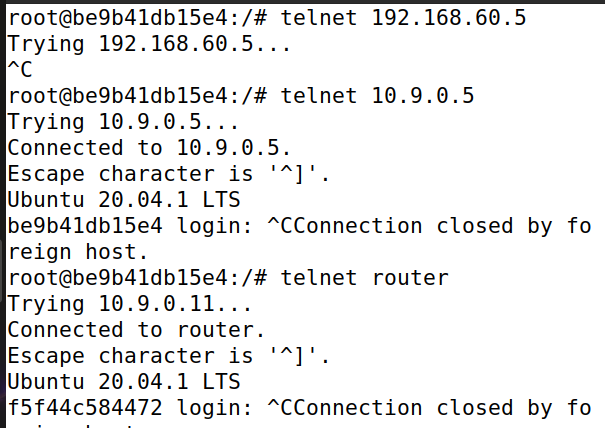 root@be9b41db15e4:/# telnet 192.168.60.5
Trying 192.168.60.5...
^C
root@be9b41db15e4:/# telnet 10.9.0.5
Trying 10.9.0.5...
Connected to 10.9.0.5.
Escape character is '^]'.
Ubuntu 20.04.1 LTS
be9b41db15e4 login: ^CConnection closed by fo
reign host.
root@be9b41db15e4:/# telnet router
Trying 10.9.0.11...
Connected to router.
Escape character is '^]'.
Ubuntu 20.04.1 LTS
f5f44c584472 login: ^CConnection closed by fo